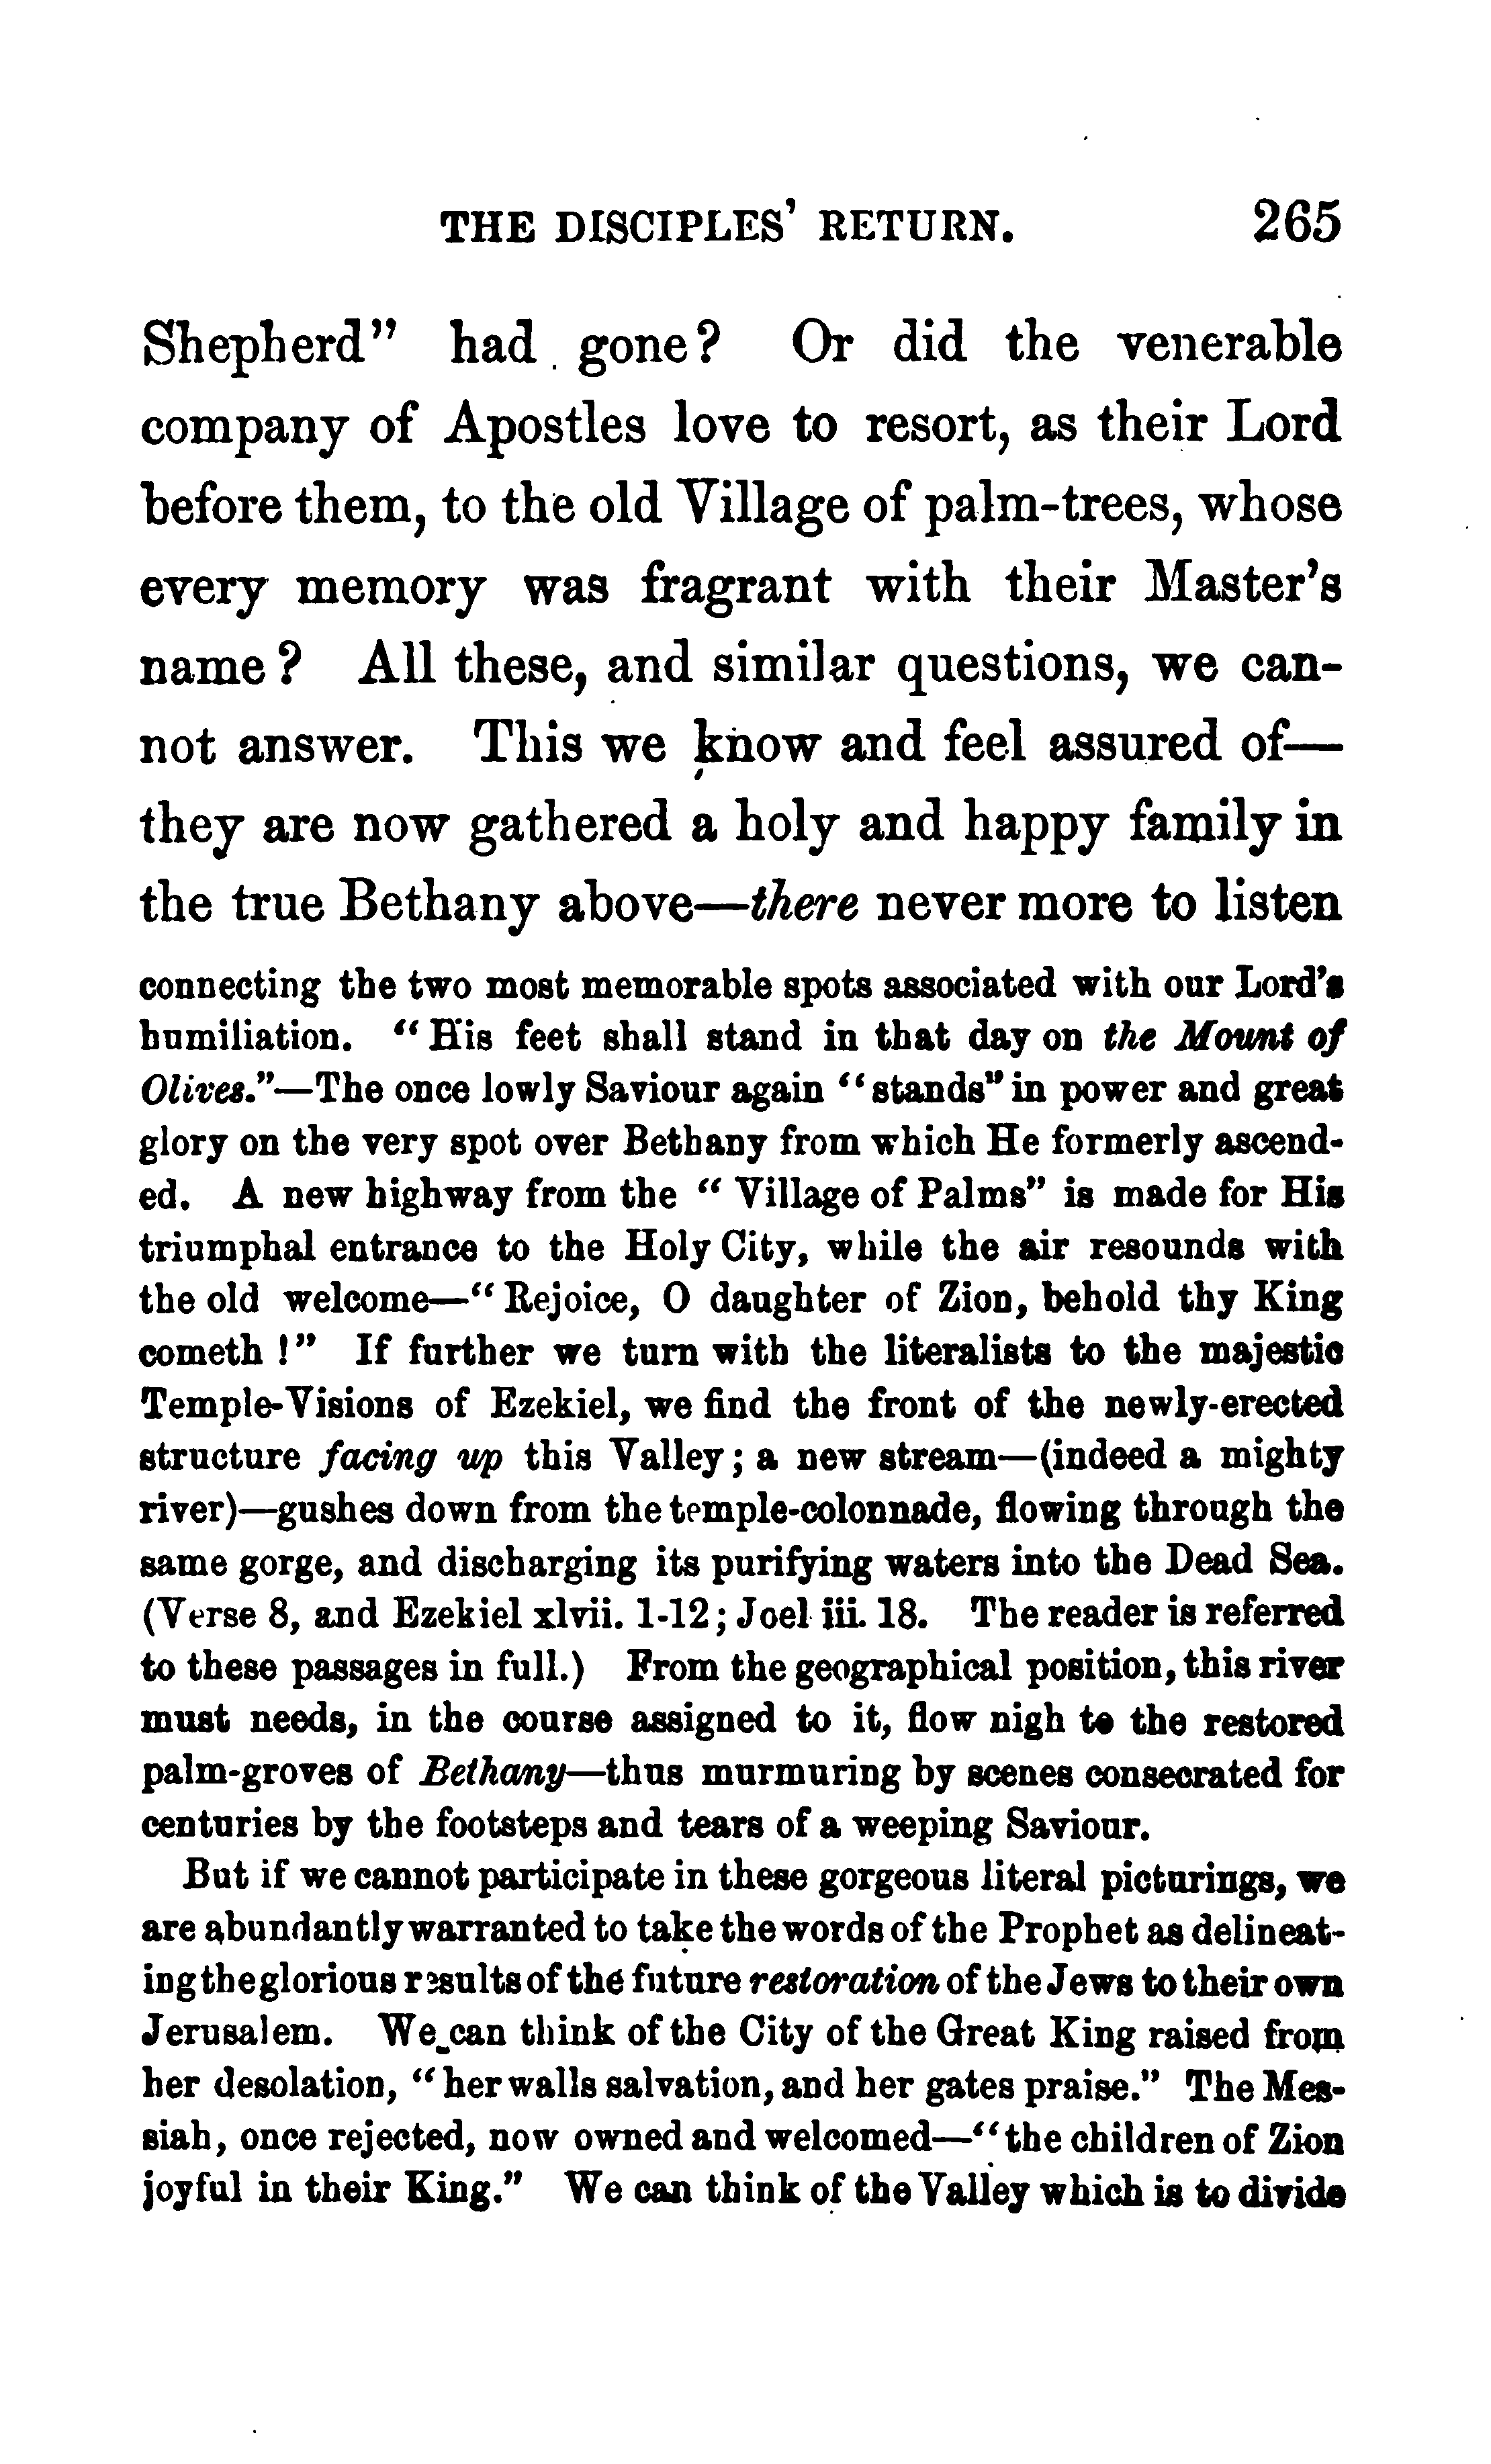 THE DISCIPLES' RETURN. 265
Shepherd" had gone? Or did the venerable
company of Apostles love to resort, as their Lord
before them, to the old Village of palm-trees, whose
every memory was fragrant with their Master's
name? All these, and similar questions, we can-
not answer. This we know and feel assured of—
they are now gathered a holy and happy family in
the true Bethany above—there never more to listen
connecting the two most memorable spots associated with our Lord's
humiliation. "His feet shall stand in that day on the Mount of
Olives."—The once lowly Saviour again "stands" in power and great
glory on the very spot over Bethany from which He formerly ascend-
ed. A new highway from the "Village of Palms" is made for His
triumphal entrance to the Holy City, while the air resounds with
the old welcome—"Rejoice, O daughter of Zion, behold thy King
cometh!" If further we turn with the literalists to the majestic
Temple-Visions of Ezekiel, we find the front of the newly-erected
structure facing up this Valley; a new stream—(indeed a mighty
river)—gushes down from the temple-colonnade, flowing through the
same gorge, and discharging its purifying waters into the Dead Sea.
(Verse 8, and Ezekiel xlvii. 1-12; Joel iii. 18. The reader is referred
to these passages in full.) From the geographical position, this river
must needs, in the course assigned to it, flow nigh to the restored
palm-groves of Bethany—thus murmuring by scenes consecrated for
centuries by the footsteps and tears of a weeping Saviour.
But if we cannot participate in these gorgeous literal picturings, we
are abundantly warranted to take the words of the Prophet as delineat-
ing the glorious results of the future restoration of the Jews to their own
Jerusalem. We can think of the City of the Great King raised from
her desolation, "her walls salvation, and her gates praise." The Mes-
siah, once rejected, now owned and welcomed—"the children of Zion
joyful in their King." We can think of the Valley which is to divide